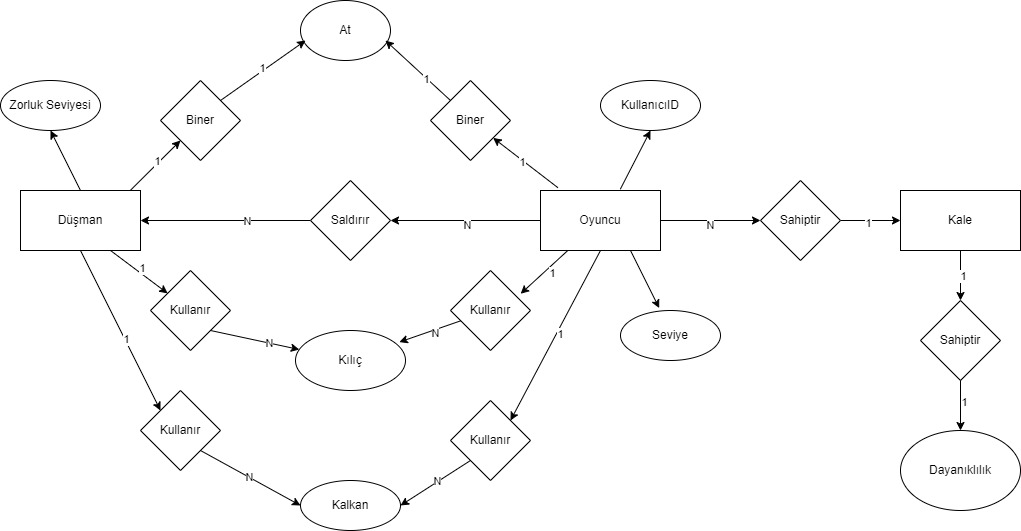 At
1
1
Zorluk Seviyesi
Biner
Biner
KullanıcıID
1
1
Düşman
N
Saldırır
N
Oyuncu
N
Sahiptir
1
Kale
1
1
1
Kullanır
Kullanır
N
N
1
1
Seviye
Sahiptir
Kılıç
1
Kullanır
Kullanır
N
N
Dayanıklılık
Kalkan